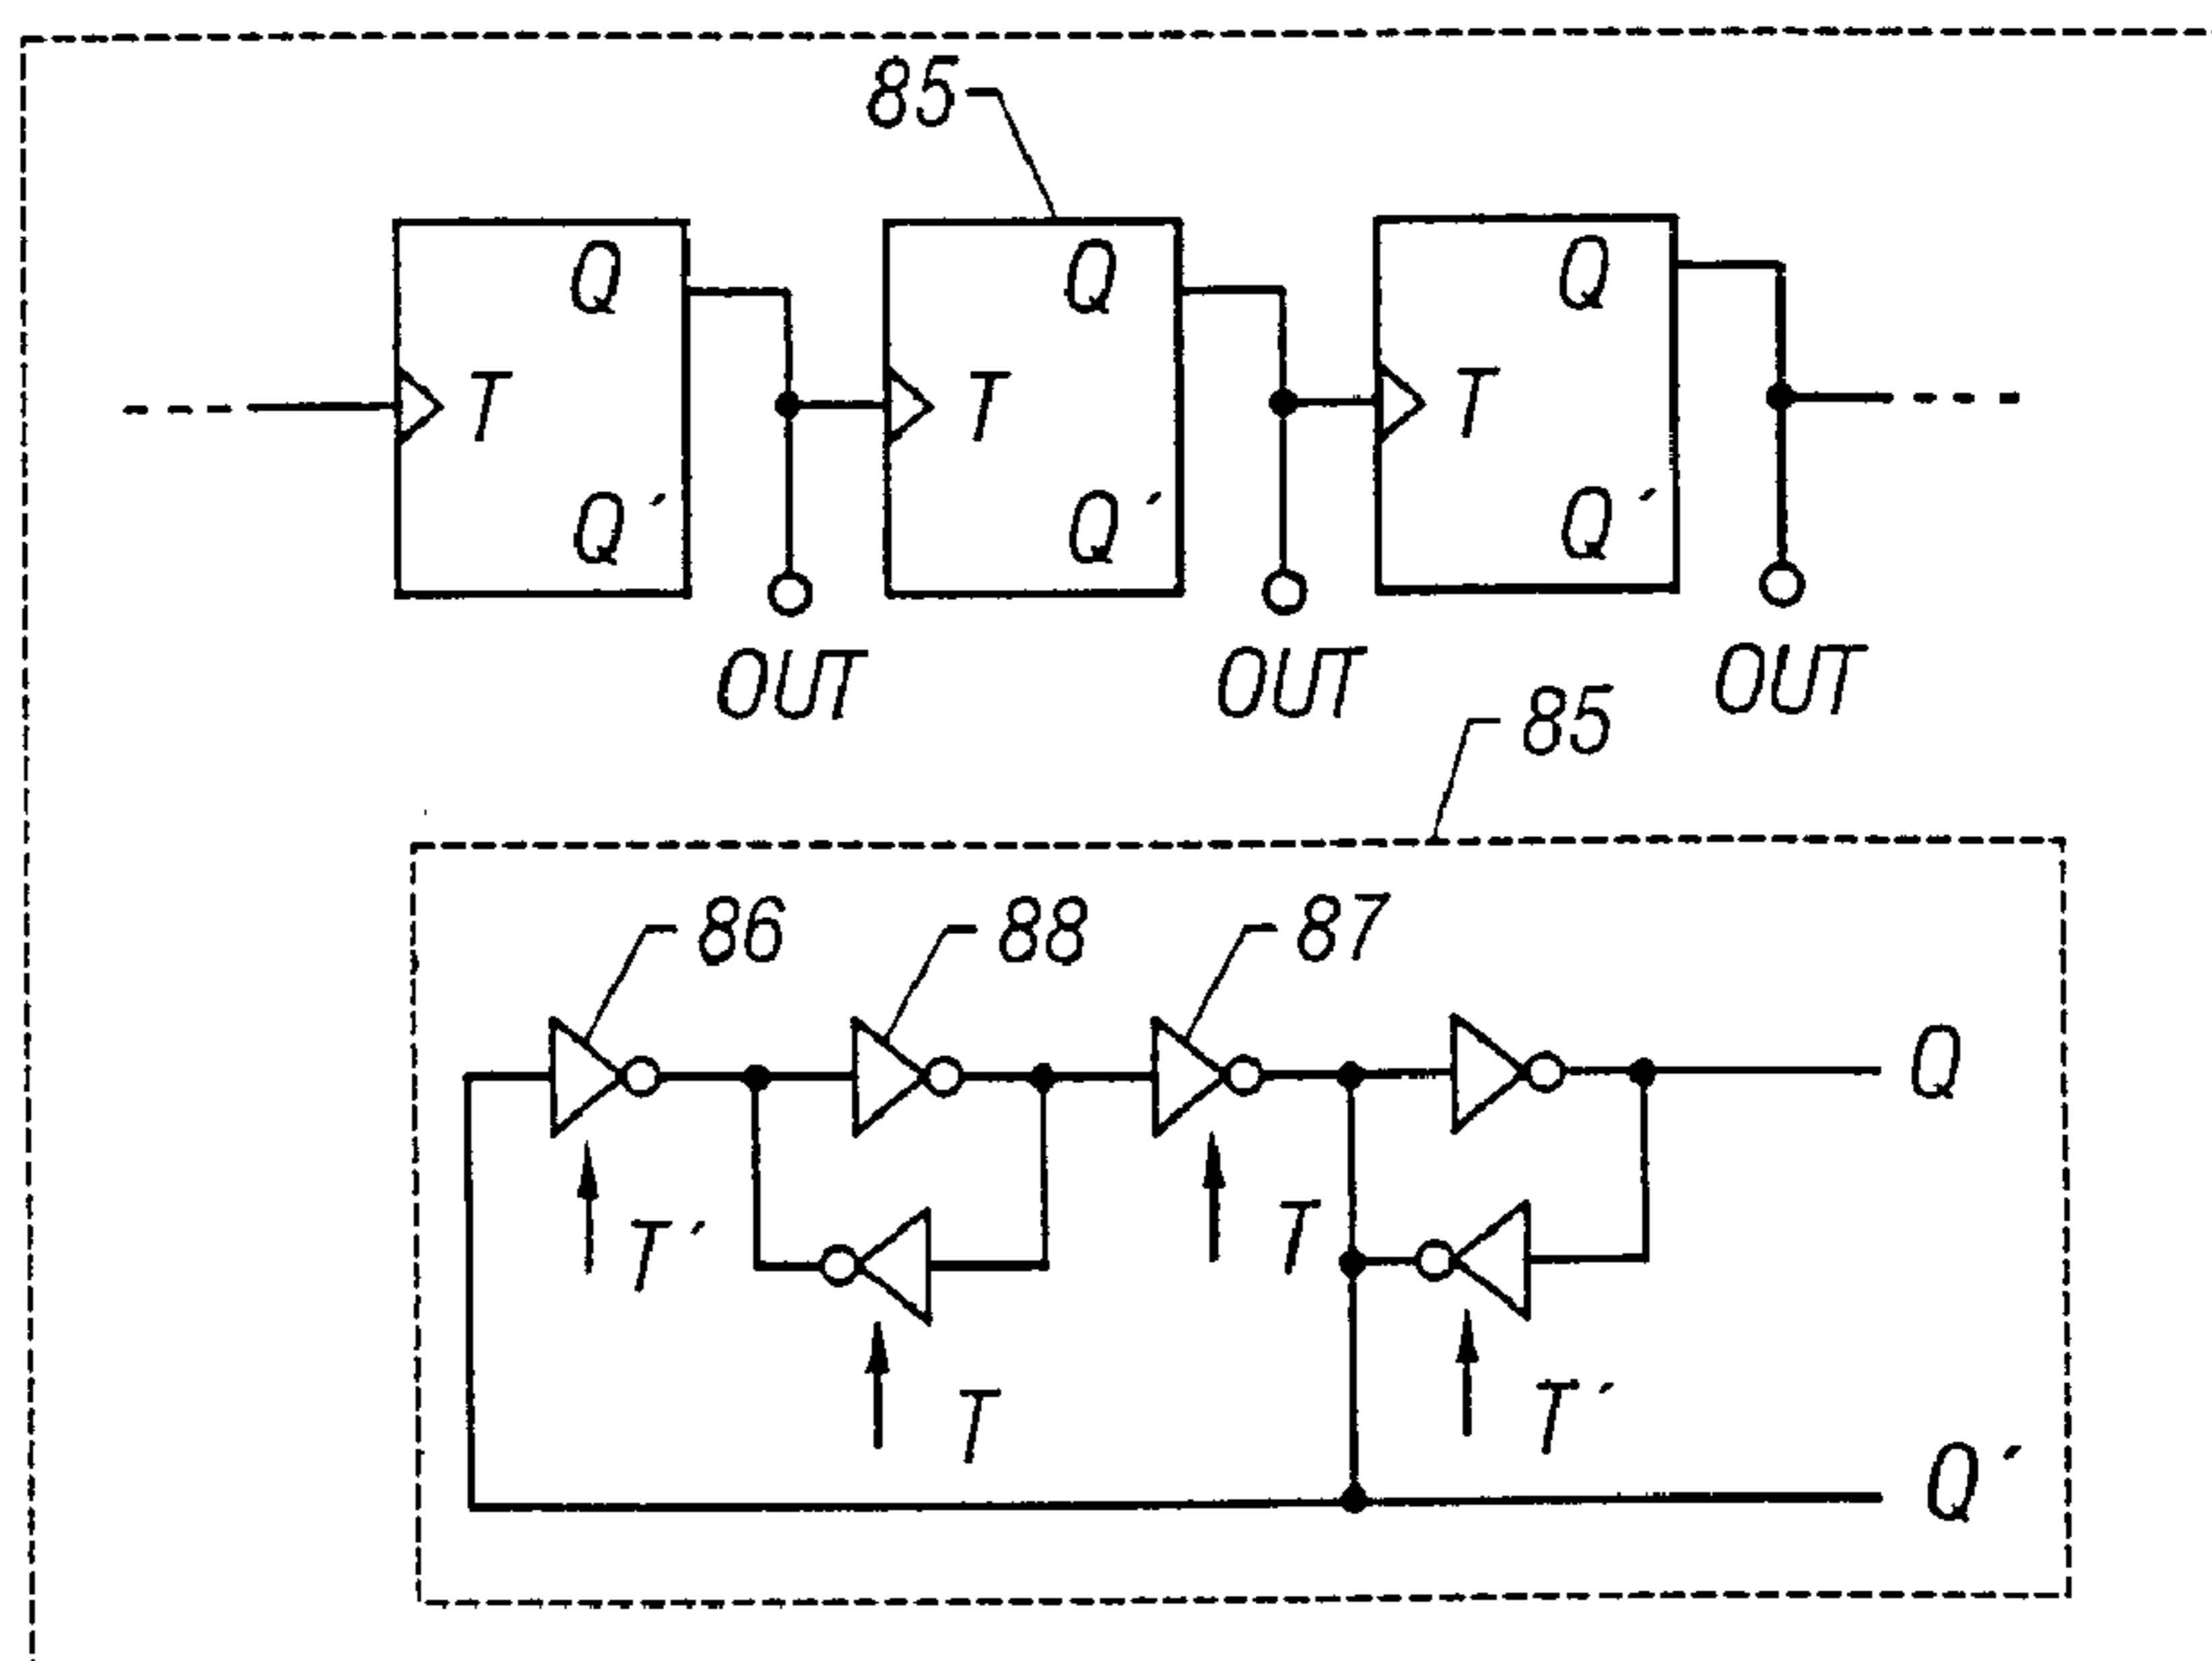 85
Q Q Q
T T T
Q' Q' Q'
OUT OUT OUT
85
86 88 87
Q
T' T
T T'
Q'